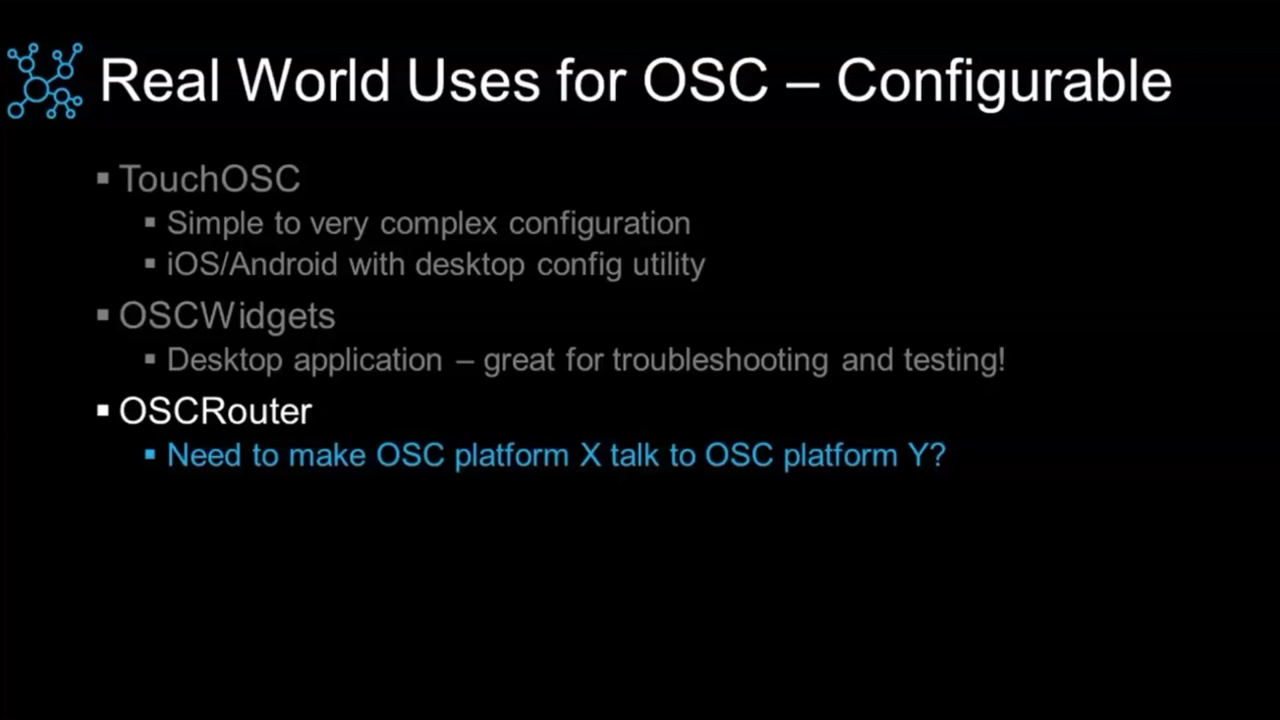 Real World Uses for OSC – Configurable
▪ TouchOSC
▪ Simple to very complex configuration
▪ iOS/Android with desktop config utility
▪ OSCWidgets
▪ Desktop application – great for troubleshooting and testing!
▪ OSCRouter
▪ Need to make OSC platform X talk to OSC platform Y?